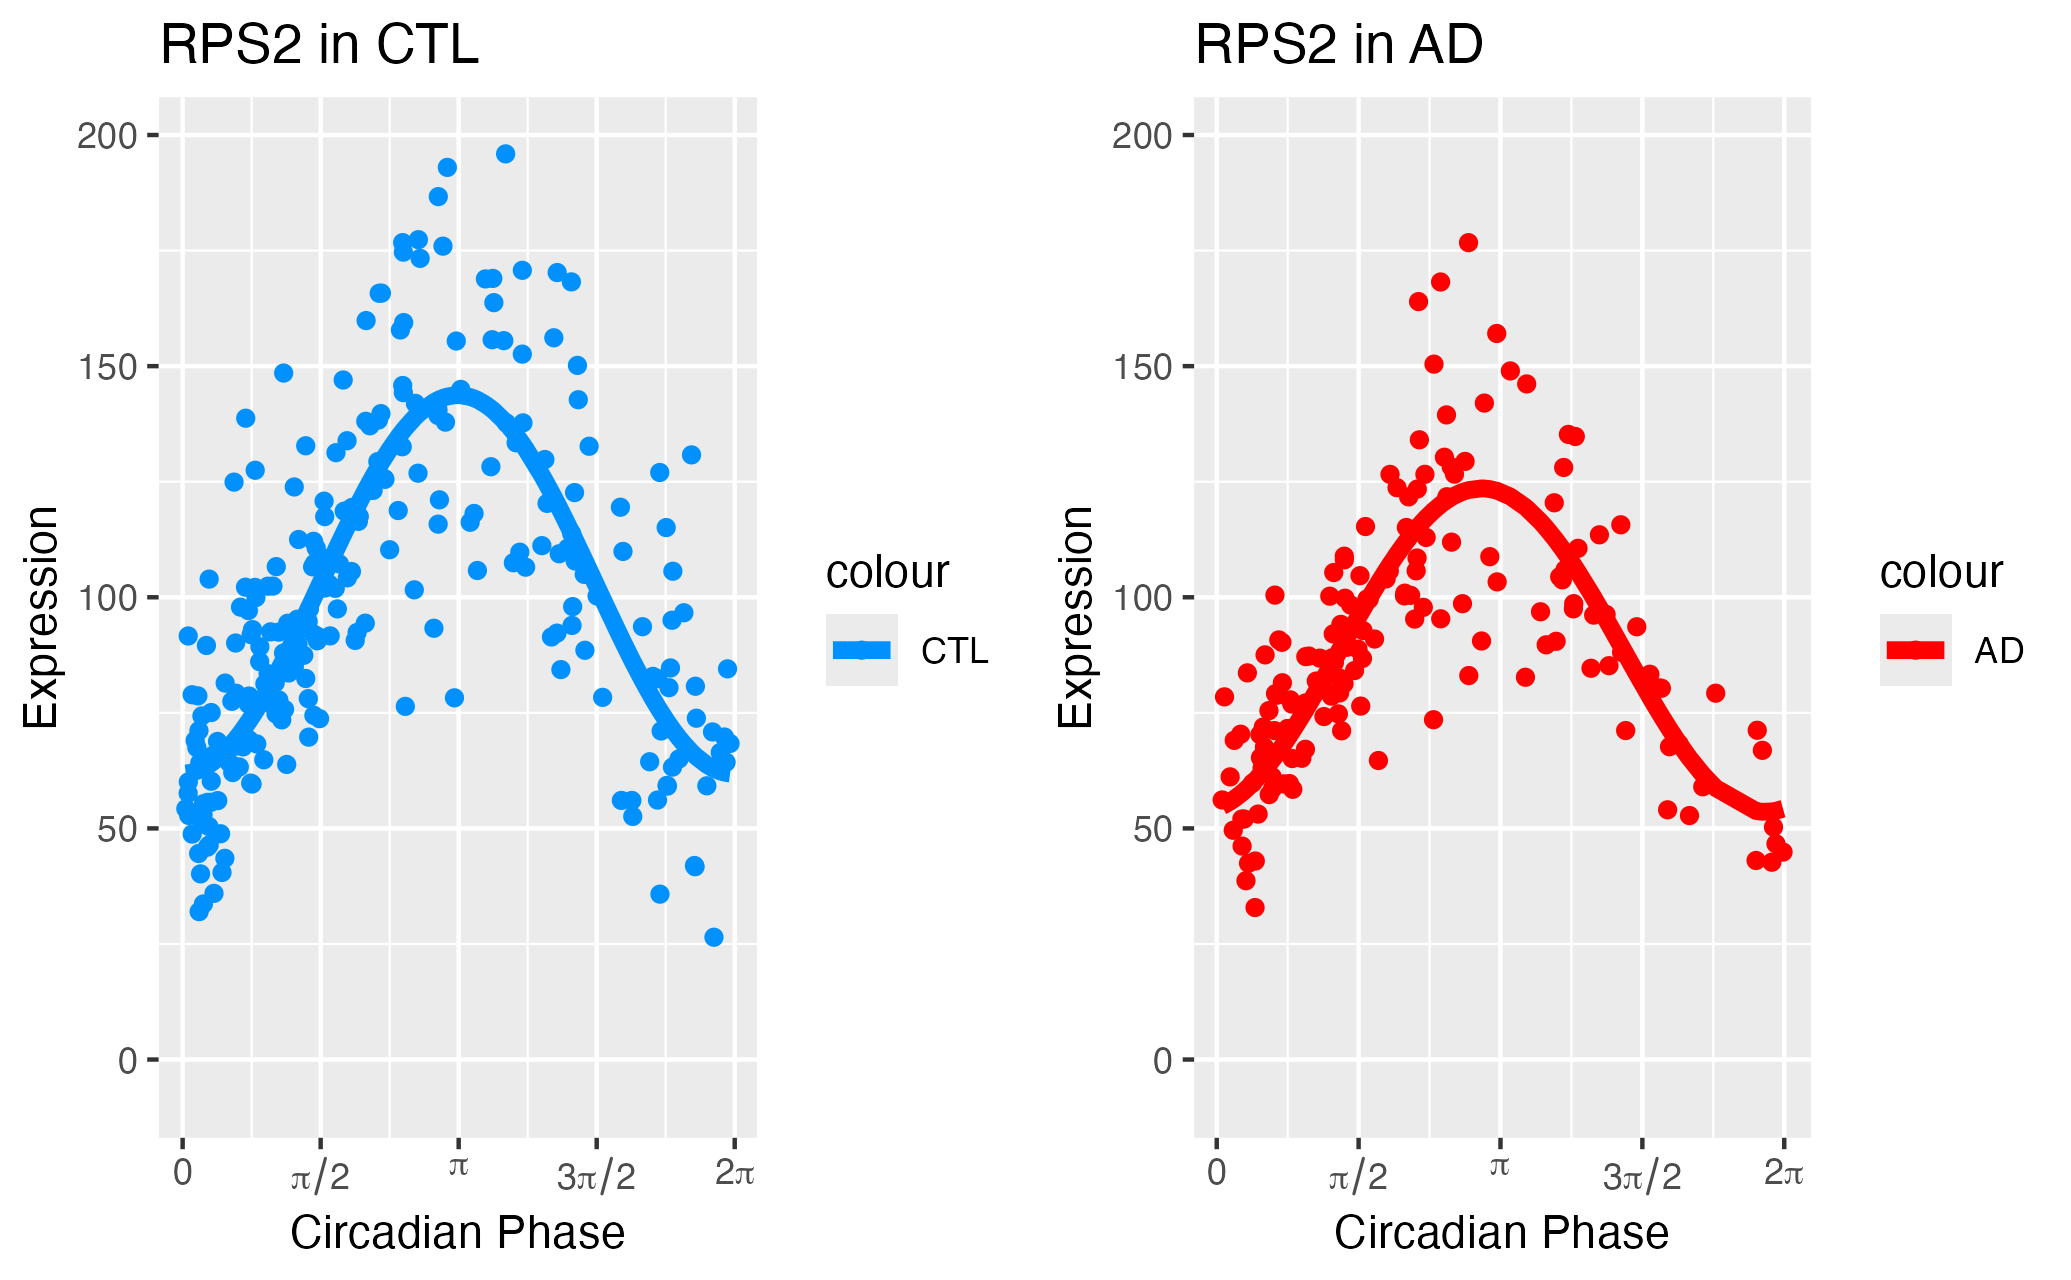 RPS2 in CTL
Expression
200
150
100
50
0
0 π/2 π 3π/2 2π
Circadian Phase
colour
CTL
RPS2 in AD
Expression
200
150
100
50
0
0 π/2 π 3π/2 2π
Circadian Phase
colour
AD